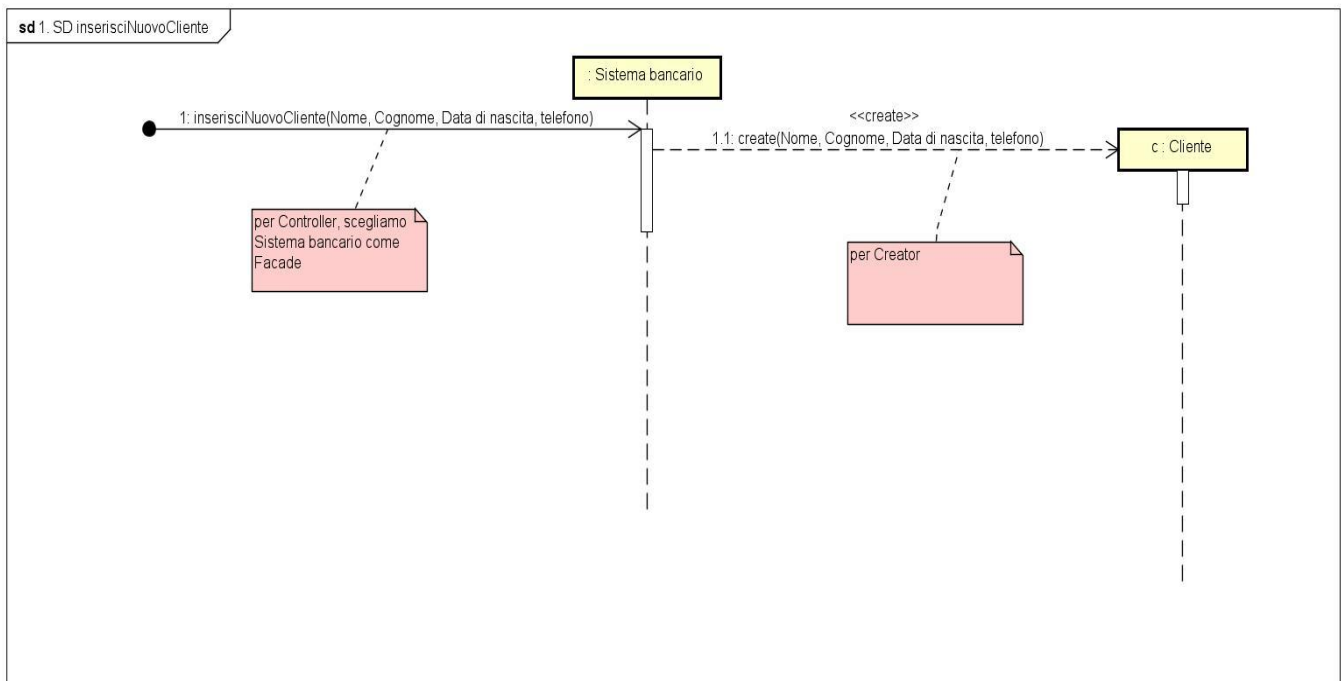 sd 1. SD inserisciNuovoCliente
: Sistema bancario
1: inserisciNuovoCliente(Nome, Cognome, Data di nascita, telefono)
<<create>>
1.1: create(Nome, Cognome, Data di nascita, telefono)
c : Cliente
per Controller, scegliamo
Sistema bancario come
Facade
per Creator